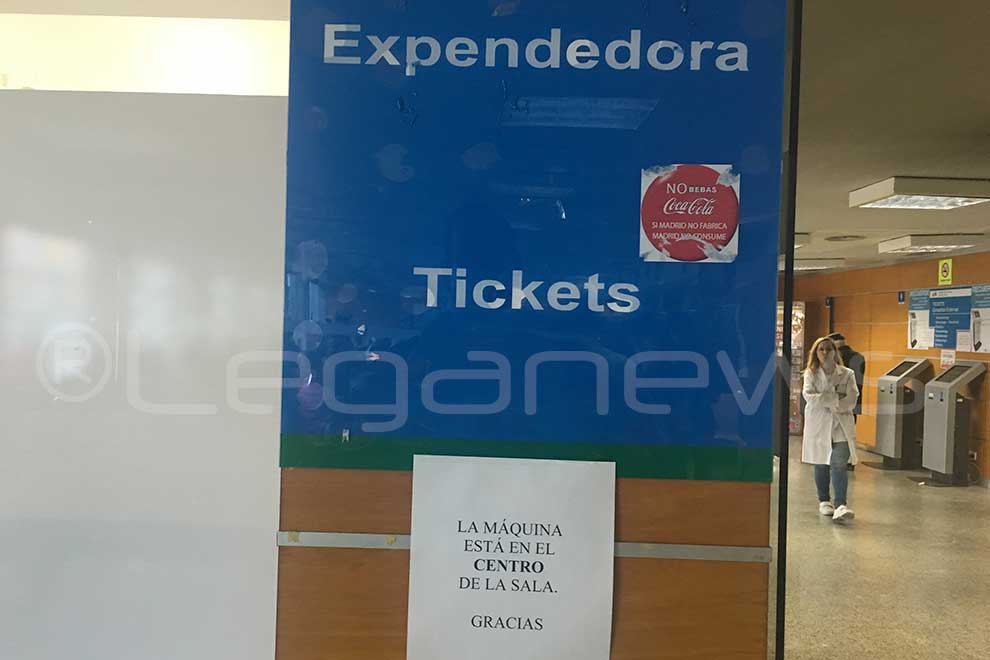 Expendedora
NO BEBAS
Coca-Cola
SI MADRID NO FABRICA
MADRID NO CONSUME
Tickets
® Leganews
LA MÁQUINA
ESTÁ EN EL
CENTRO
DE LA SALA.
GRACIAS